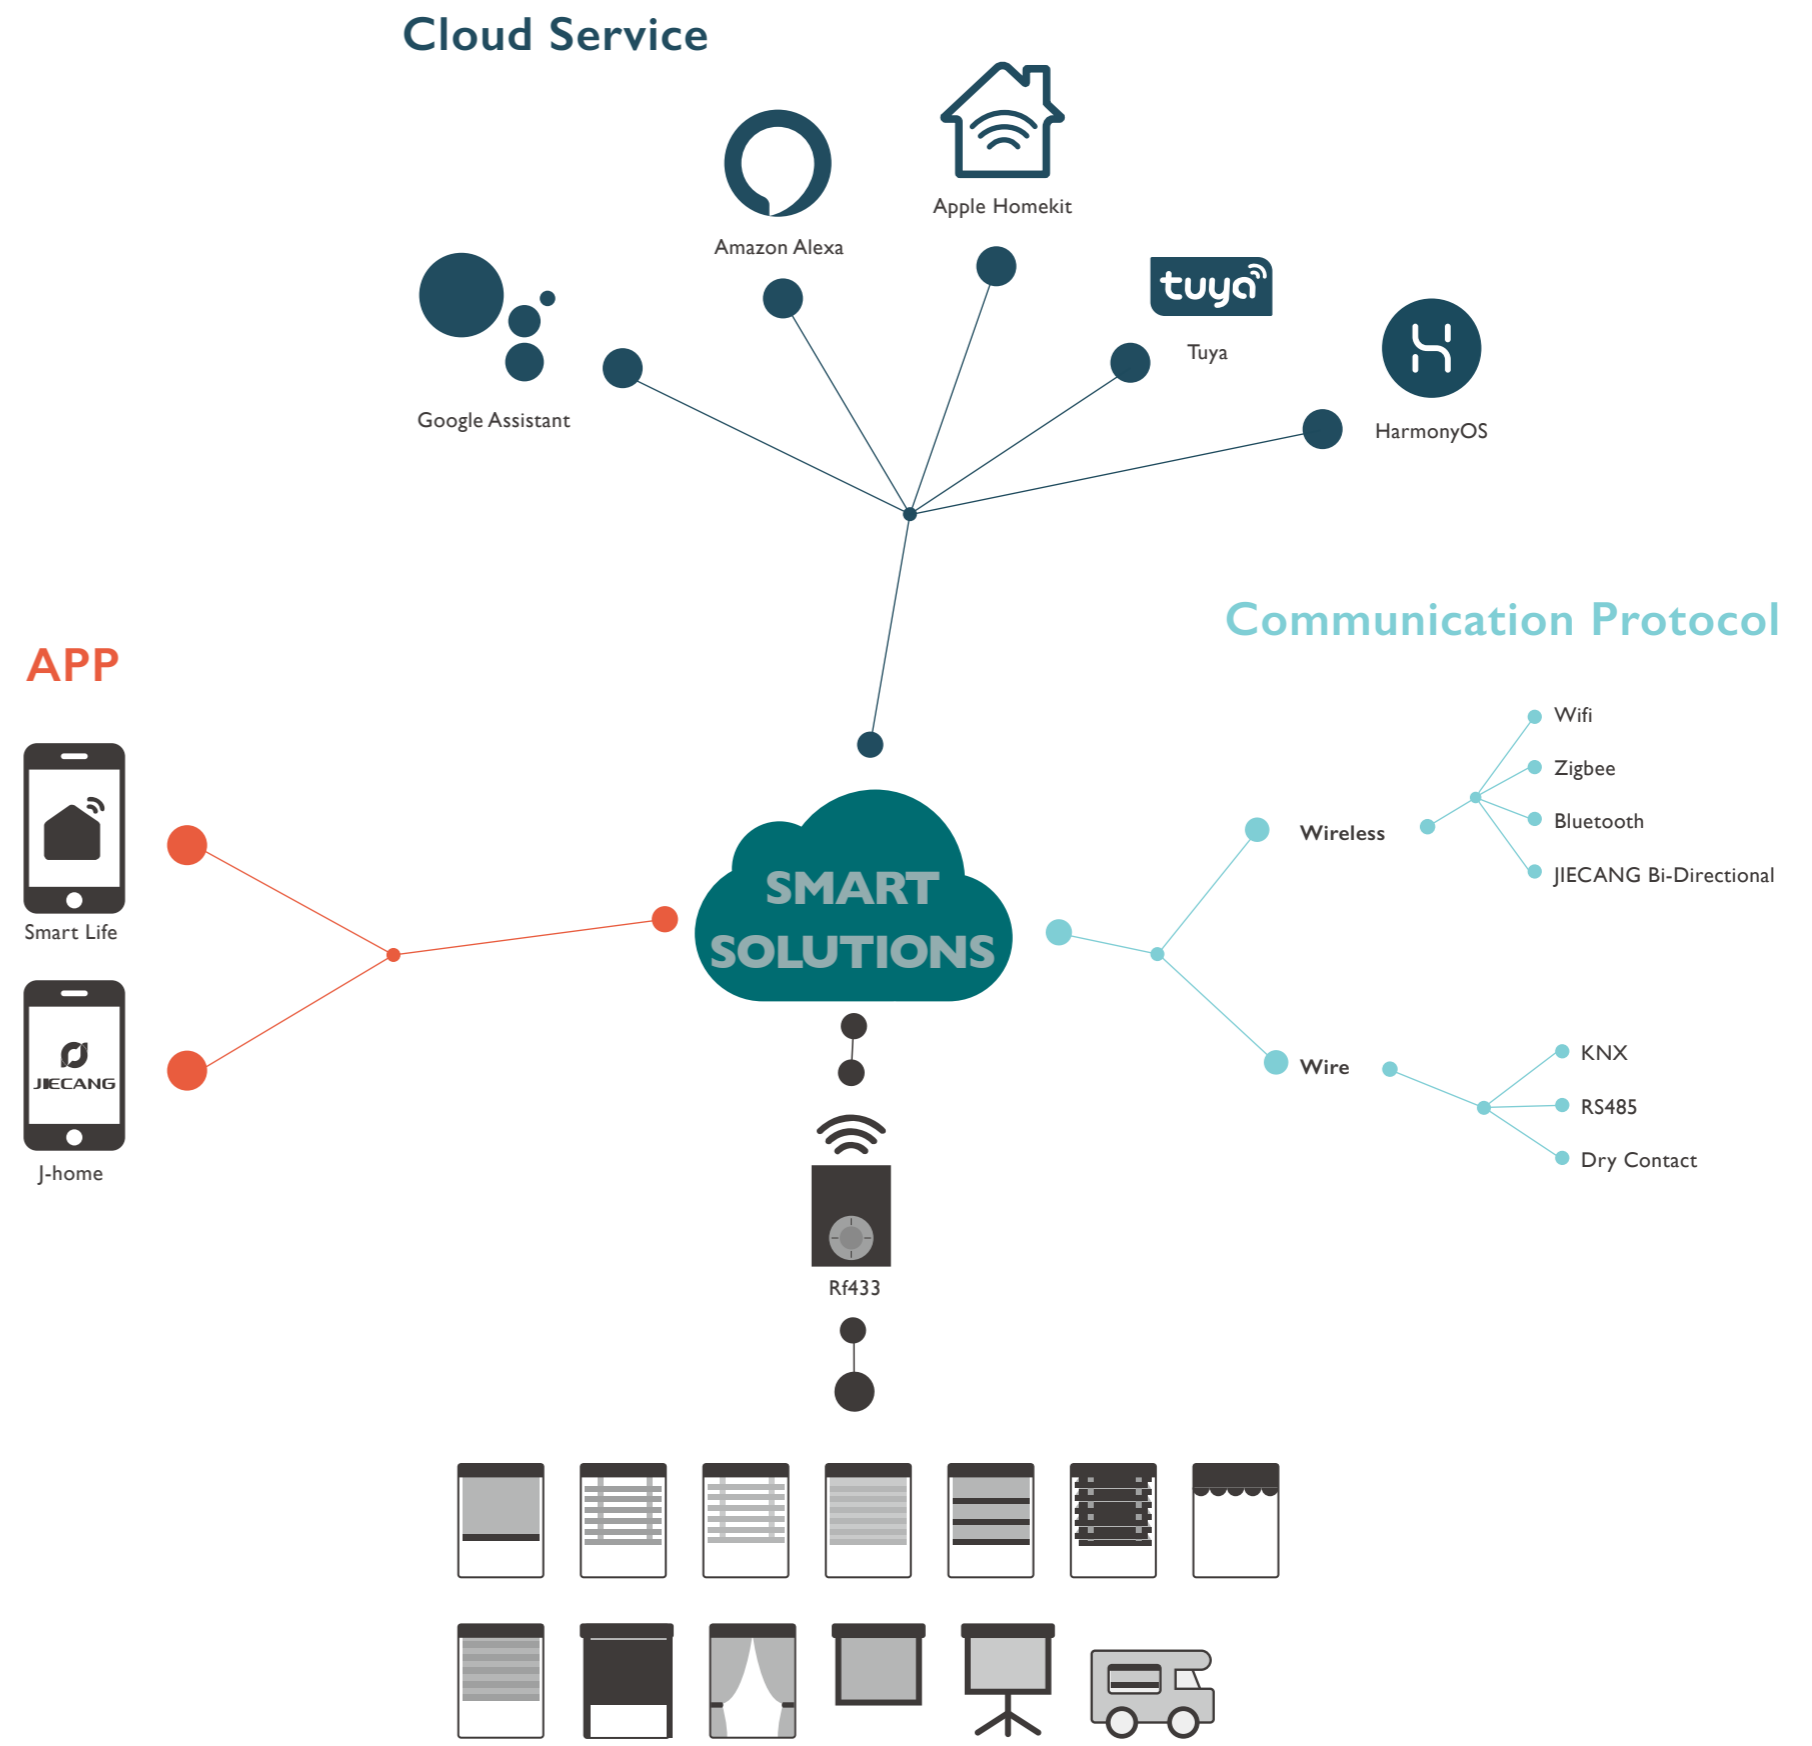 Cloud Service
Apple Homekit
Amazon Alexa
tuya
Tuya
Google Assistant
HarmonyOS
Communication Protocol
APP
Smart Life
JIECANG
J-home
SMART
SOLUTIONS
Wireless
Wifi
Zigbee
Bluetooth
JIECANG Bi-Directional
Wire
KNX
RS485
Dry Contact
Rf433